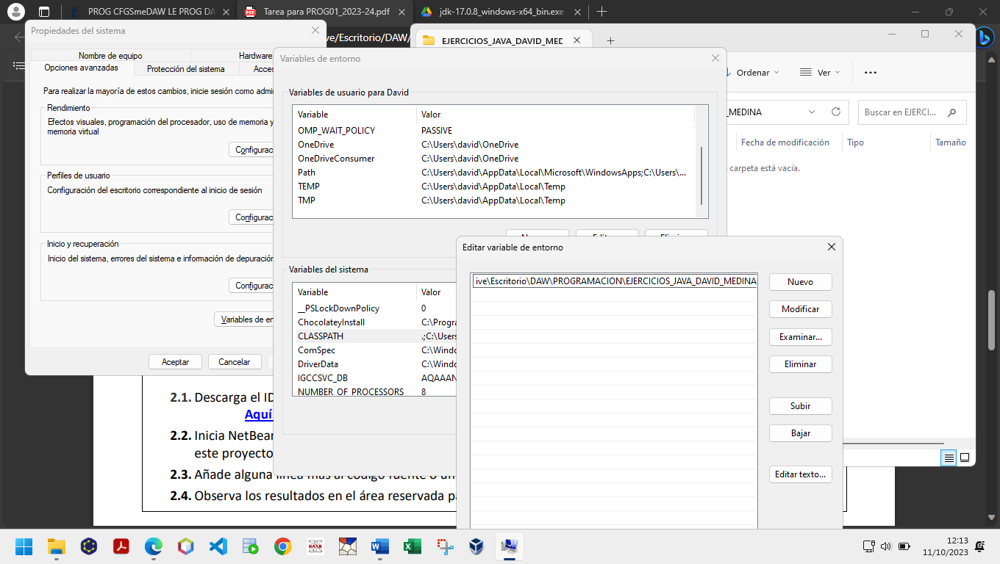 PROG CFGSmeDAW LE PROG DA
Tarea para PROG01_2023-24.pdf
jdk-17.0.8_windows-x64_bin.exe
ve/Escritorio/DAW/
Propiedades del sistema
Nombre de equipo
Hardware
Opciones avanzadas
Protección del sistema
Acces
Para realizar la mayoría de estos cambios, inicie sesión como admi
Rendimiento
Efectos visuales, programación del procesador, uso de memoria y
memoria virtual
Configurac
Perfiles de usuario
Configuración del escritorio correspondiente al inicio de sesión
Configurac
Inicio y recuperación
Inicio del sistema, errores del sistema e información de depuración
Configurac
Variables de en
Aceptar
Cancelar
Variables de entorno
Variables de usuario para David
Variable Valor
OMP_WAIT_POLICY PASSIVE
OneDrive C:\Users\david\OneDrive
OneDriveConsumer C:\Users\david\OneDrive
Path C:\Users\david\AppData\Local\Microsoft\WindowsApps;C:\Users\...
TEMP C:\Users\david\AppData\Local\Temp
TMP C:\Users\david\AppData\Local\Temp
Variables del sistema
Variable Valor
__PSLockDownPolicy 0
ChocolateyInstall C:\Progra
CLASSPATH .;C:\Users
ComSpec C:\Windo
DriverData C:\Windo
IGCCSVC_DB AQAAAN
NUMBER_OF_PROCESSORS 8
EJERCICIOS_JAVA_DAVID_MED
Ordenar
Ver
_MEDINA
Buscar en EJERCI...
Fecha de modificación
Tipo
Tamaño
carpeta está vacía.
Editar variable de entorno
ive\Escritorio\DAW\PROGRAMACION\EJERCICIOS_JAVA_DAVID_MEDINA
Nuevo
Modificar
Examinar...
Eliminar
Subir
Bajar
Editar texto...
2.1. Descarga el ID
Aquí
2.2. Inicia NetBear
este proyecto
2.3. Añade alguna línea más al código fuente o un
2.4. Observa los resultados en el área reservada pa
12:13
11/10/2023